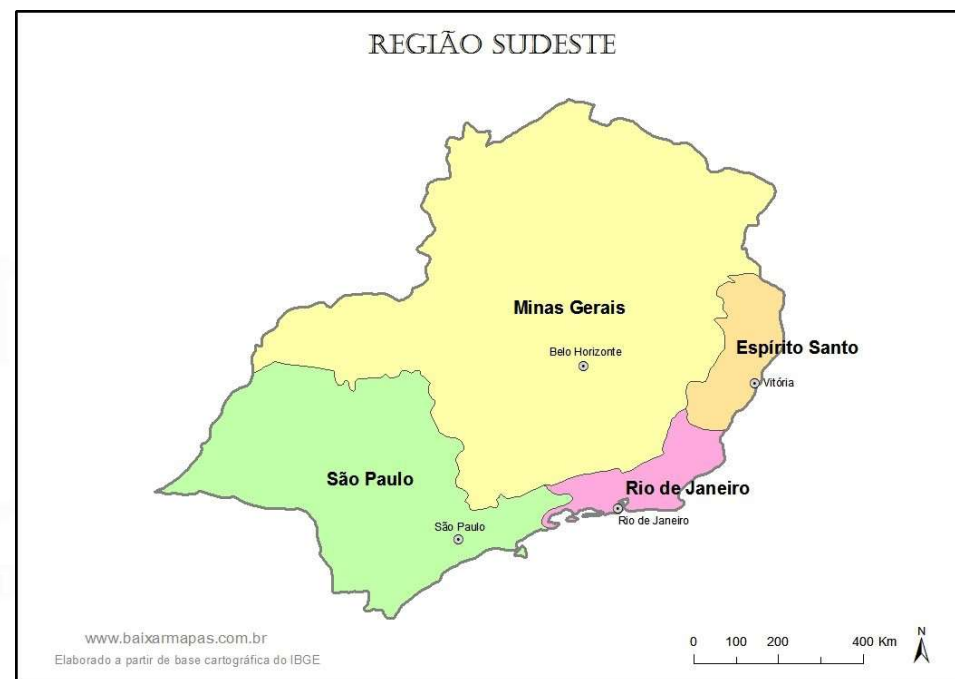 REGIÃO SUDESTE
Minas Gerais
Belo Horizonte
Espírito Santo
Vitória
São Paulo
Rio de Janeiro
São Paulo
Rio de Janeiro
www.baixarmapas.com.br
Elaborado a partir de base cartográfica do IBGE
0 100 200 400 Km
N